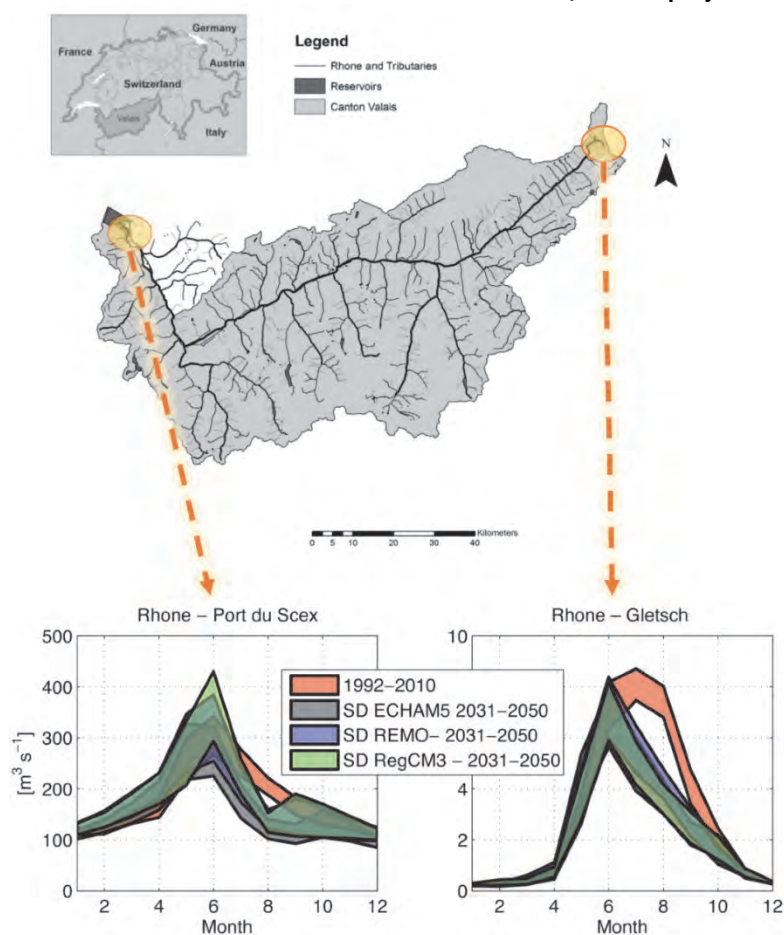 France
Germany
Austria
Switzerland
Valais
Italy
Legend
Rhone and Tributaries
Reservoirs
Canton Valais
N
Kilometers
0 5 10 20 30 40
Rhone – Port du Scex
500
400
300
200
100
0
[m³ s⁻¹]
2 4 6 8 10 12
Month
Rhone – Gletsch
10
4
2
0
2 4 6 8 10 12
Month
1992–2010
SD ECHAM5 2031–2050
SD REMO– 2031–2050
SD RegCM3 – 2031–2050